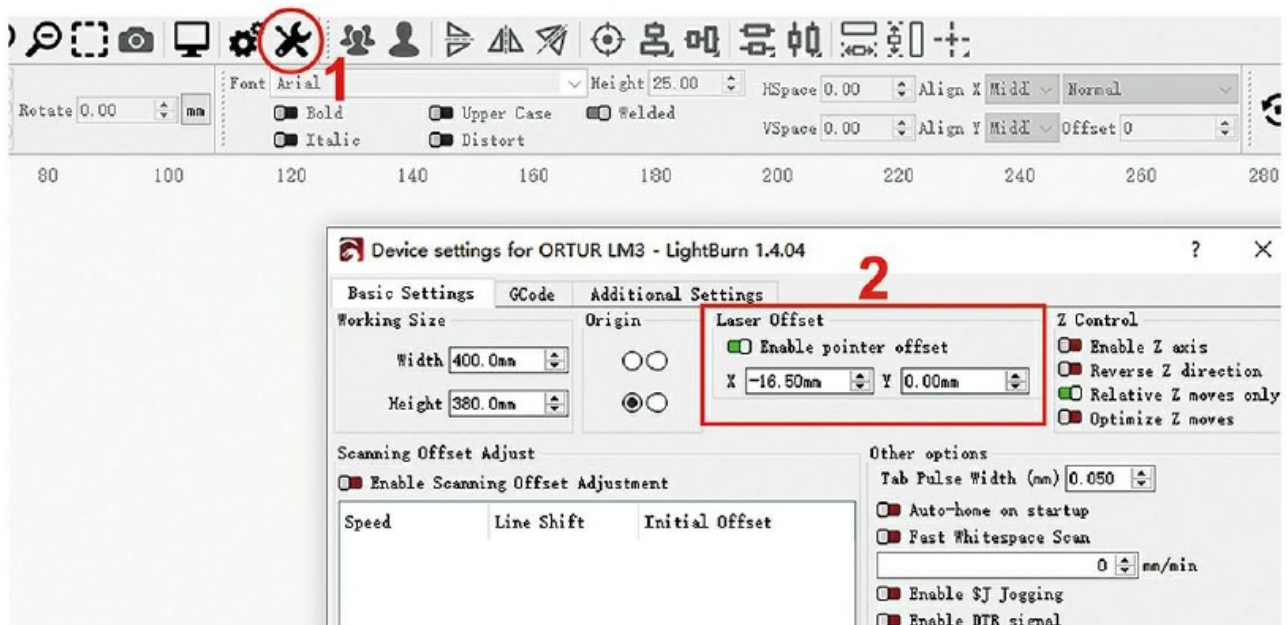 1
Font Arial Height 25.00 HSpace 0.00 Align X Middl Normal
Rotate 0.00 mm Bold Upper Case Welded
VSpace 0.00 Align Y Middl Offset 0
Italic Distort
80 100 120 140 160 180 200 220 240 260 280
Device settings for ORTUR LM3 - LightBurn 1.4.04 ? X
2
Basic Settings GCode Additional Settings
Working Size Origin Laser Offset Z Control
Enable pointer offset Enable Z axis
Width 400.0mm Reverse Z direction
X -16.50mm Y 0.00mm Relative Z moves only
Height 380.0mm Optimize Z moves
Scanning Offset Adjust Other options
Enable Scanning Offset Adjustment Tab Pulse Width (mm) 0.050
Speed Line Shift Initial Offset Auto-home on startup
Fast Whitespace Scan
0 mm/min
Enable $J Jogging
Enable DTR signal